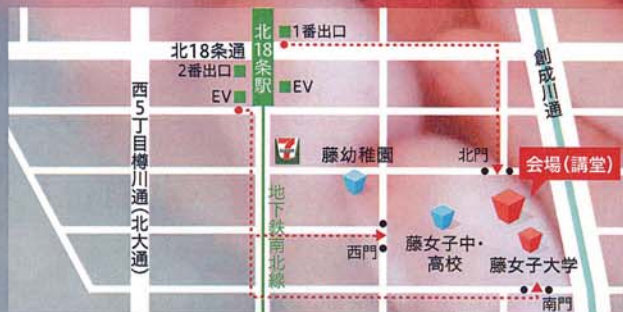 北18条駅
1番出口
北18条通
2番出口
EV
EV
西5丁目樽川通(北大通)
創成川通
7
藤幼稚園
北門
会場(講堂)
地下鉄南北線
西門
藤女子中・
高校
藤女子大学
南門